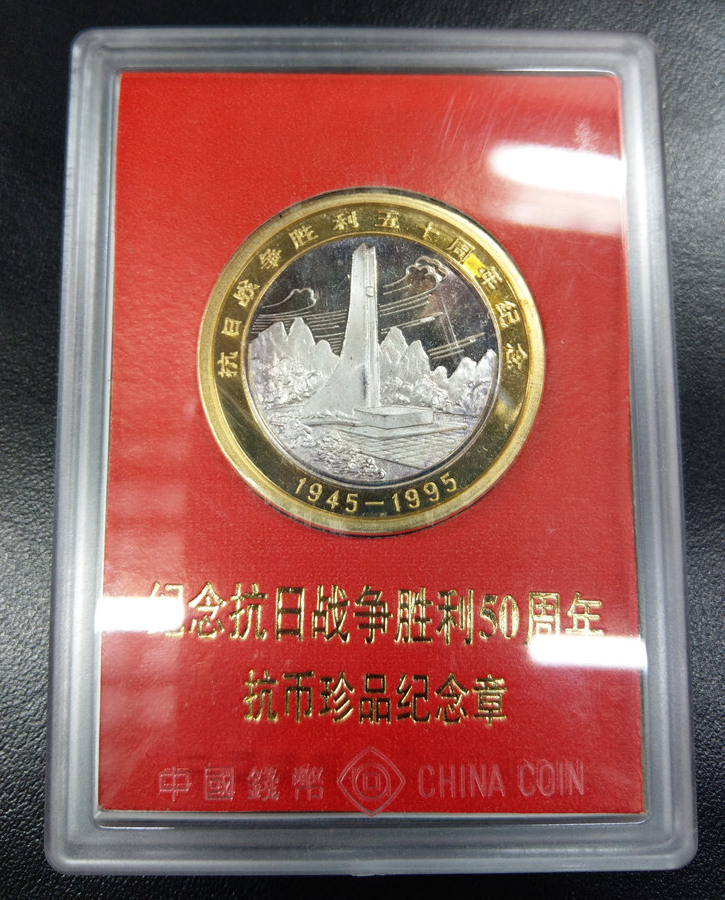 抗日战争胜利五十周年纪念
1945-1995
纪念抗日战争胜利50周年
抗币珍品纪念章
中國錢幣 CHINA COIN